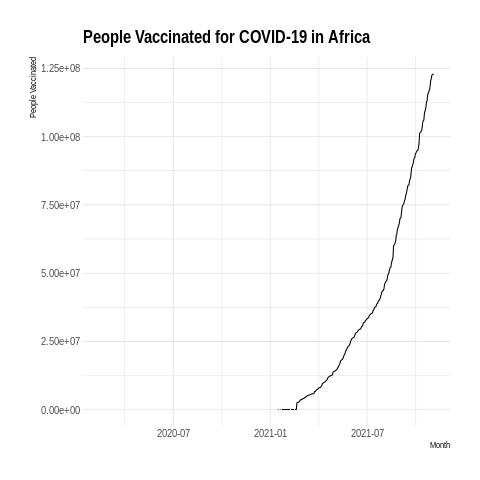 People Vaccinated for COVID-19 in Africa
People Vaccinated
1.25e+08
1.00e+08
7.50e+07
5.00e+07
2.50e+07
0.00e+00
2020-07
2021-01
2021-07
Month